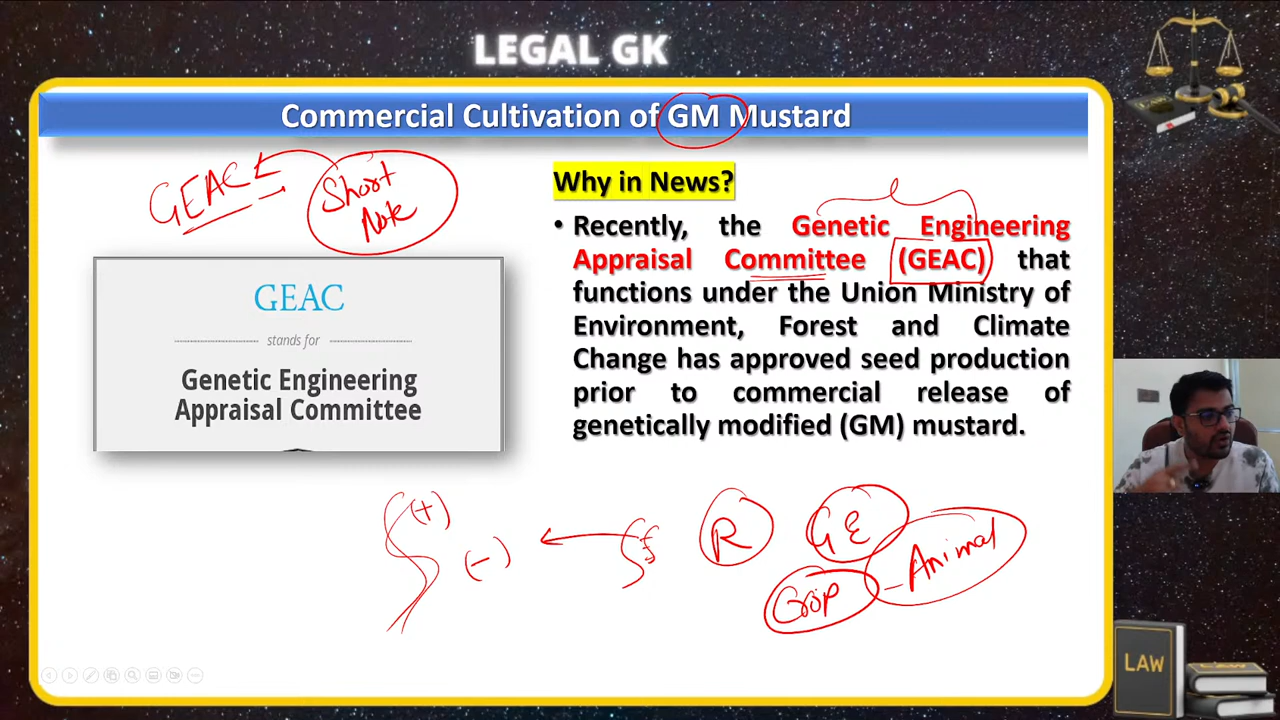 LEGAL GK
Commercial Cultivation of GM Mustard
GEAC
Short
Note
Why in News?
• Recently, the Genetic Engineering
Appraisal Committee (GEAC) that
functions under the Union Ministry of
Environment, Forest and Climate
Change has approved seed production
prior to commercial release of
genetically modified (GM) mustard.
GEAC
stands for
Genetic Engineering
Appraisal Committee
(+)
(-)
R
GE
Crop
- Animal
LAW